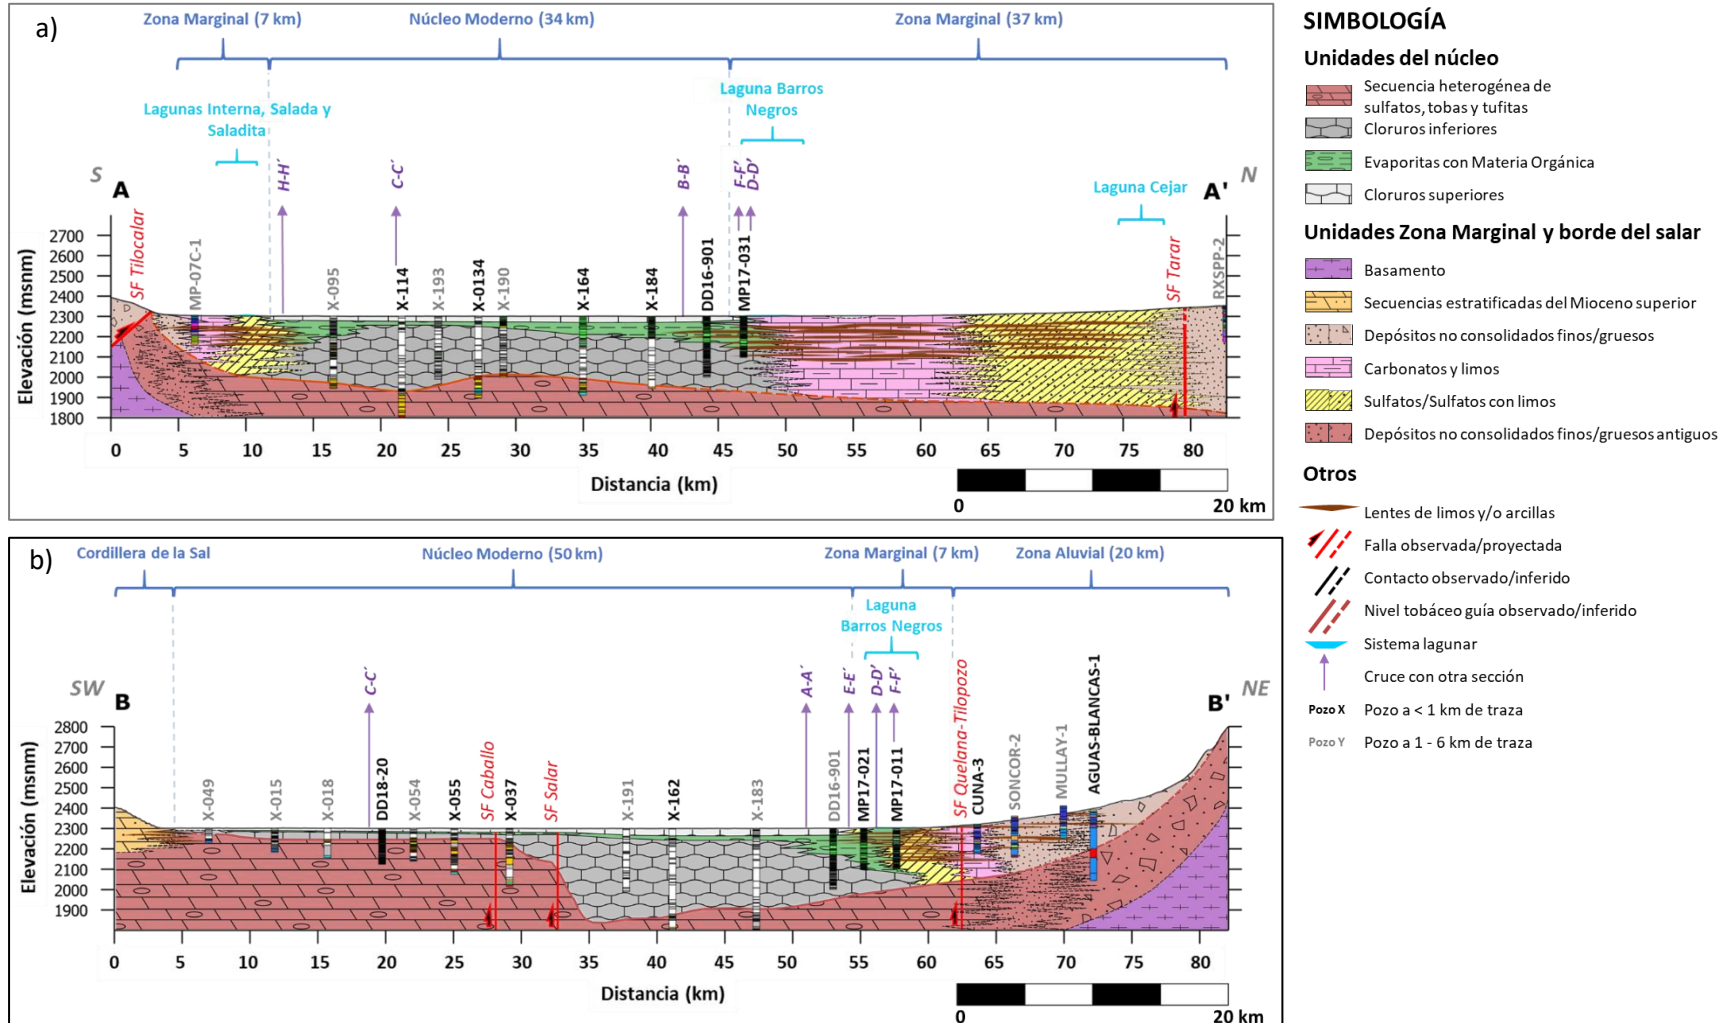 a)
Zona Marginal (7 km)
Núcleo Moderno (34 km)
Zona Marginal (37 km)
Lagunas Interna, Salada y
Saladita
Laguna Barros
Negros
Laguna Cejar
S
A
A'
N
H-H´
C-C´
B-B´
F-F'
D-D'
SF Tilocalar
MP-07C-1
X-095
X-114
X-193
X-0134
X-190
X-164
X-184
DD16-901
MP17-031
SF Tarar
RXSPP-2
Elevación (msnm)
2700
2600
2500
2400
2300
2200
2100
2000
1900
1800
0 5 10 15 20 25 30 35 40 45 50 55 60 65 70 75 80
Distancia (km)
0
20 km
b)
Cordillera de la Sal
Núcleo Moderno (50 km)
Zona Marginal (7 km)
Zona Aluvial (20 km)
Laguna
Barros Negros
SW
B
B'
NE
C-C´
A-A´
E-E´
D-D'
F-F'
X-049
X-015
X-018
DD18-20
X-054
X-055
SF Caballo
X-037
SF Salar
X-191
X-162
X-183
DD16-901
MP17-021
MP17-011
SF Quelana-Tilopozo
CUNA-3
SONCOR-2
MULLAY-1
AGUAS-BLANCAS-1
Elevación (msnm)
2800
2700
2600
2500
2400
2300
2200
2100
2000
1900
0 5 10 15 20 25 30 35 40 45 50 55 60 65 70 75 80
Distancia (km)
0
20 km
SIMBOLOGÍA
Unidades del núcleo
Secuencia heterogénea de
sulfatos, tobas y tufitas
Cloruros inferiores
Evaporitas con Materia Orgánica
Cloruros superiores
Unidades Zona Marginal y borde del salar
Basamento
Secuencias estratificadas del Mioceno superior
Depósitos no consolidados finos/gruesos
Carbonatos y limos
Sulfatos/Sulfatos con limos
Depósitos no consolidados finos/gruesos antiguos
Otros
Lentes de limos y/o arcillas
Falla observada/proyectada
Contacto observado/inferido
Nivel tobáceo guía observado/inferido
Sistema lagunar
Cruce con otra sección
Pozo X Pozo a < 1 km de traza
Pozo Y Pozo a 1 - 6 km de traza